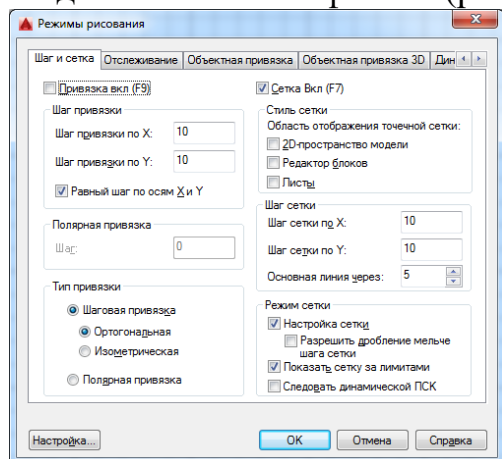 Режимы рисования
Шаг и сетка Отслеживание Объектная привязка Объектная привязка 3D Дин
Привязка вкл (F9)
Шаг привязки
Шаг привязки по X: 10
Шаг привязки по Y: 10
Равный шаг по осям X и Y
Полярная привязка
Шаг: 0
Тип привязки
Шаговая привязка
Ортогональная
Изометрическая
Полярная привязка
Сетка Вкл (F7)
Стиль сетки
Область отображения точечной сетки:
2D-пространство модели
Редактор блоков
Листы
Шаг сетки
Шаг сетки по X: 10
Шаг сетки по Y: 10
Основная линия через: 5
Режим сетки
Настройка сетки
Разрешить дробление мельче
шага сетки
Показать сетку за лимитами
Следовать динамической ПСК
Настройка... OK Отмена Справка